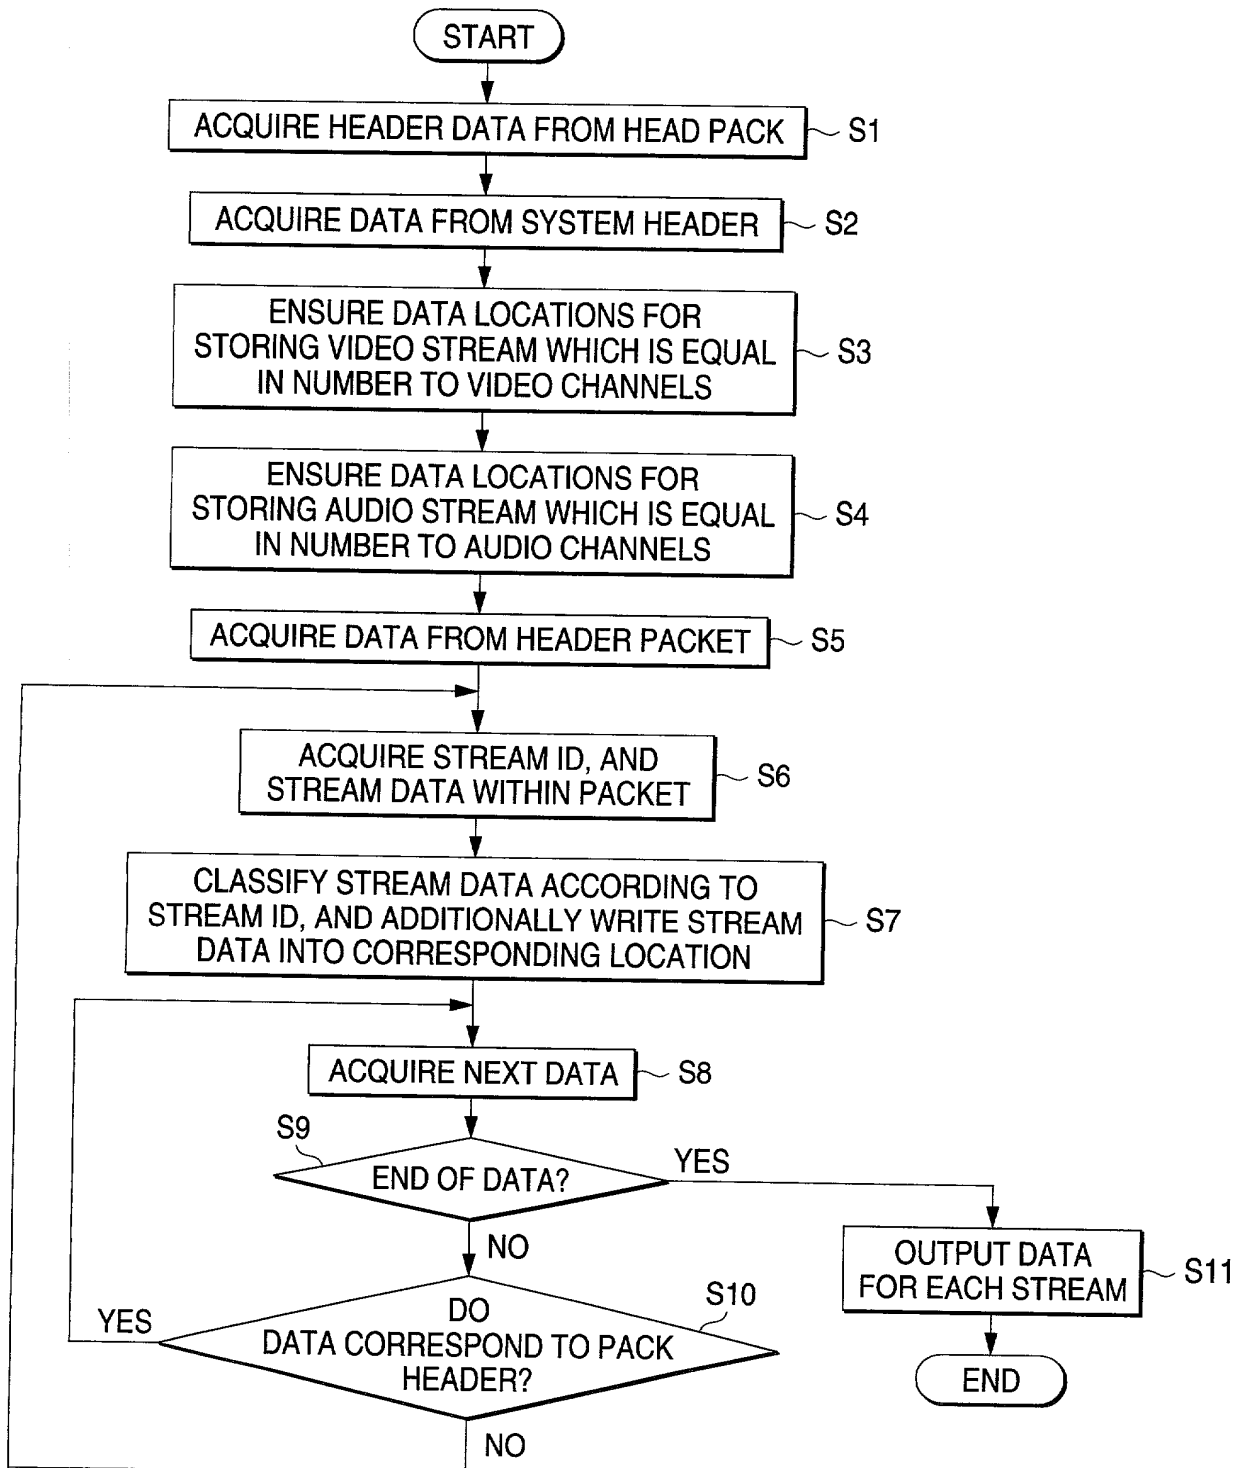 START
ACQUIRE HEADER DATA FROM HEAD PACK
S1
ACQUIRE DATA FROM SYSTEM HEADER
S2
ENSURE DATA LOCATIONS FOR
STORING VIDEO STREAM WHICH IS EQUAL
IN NUMBER TO VIDEO CHANNELS
S3
ENSURE DATA LOCATIONS FOR
STORING AUDIO STREAM WHICH IS EQUAL
IN NUMBER TO AUDIO CHANNELS
S4
ACQUIRE DATA FROM HEADER PACKET
S5
ACQUIRE STREAM ID, AND
STREAM DATA WITHIN PACKET
S6
CLASSIFY STREAM DATA ACCORDING TO
STREAM ID, AND ADDITIONALLY WRITE STREAM
DATA INTO CORRESPONDING LOCATION
S7
ACQUIRE NEXT DATA
S8
S9
END OF DATA?
YES
NO
OUTPUT DATA
FOR EACH STREAM
S11
S10
DO
DATA CORRESPOND TO PACK
HEADER?
YES
NO
END